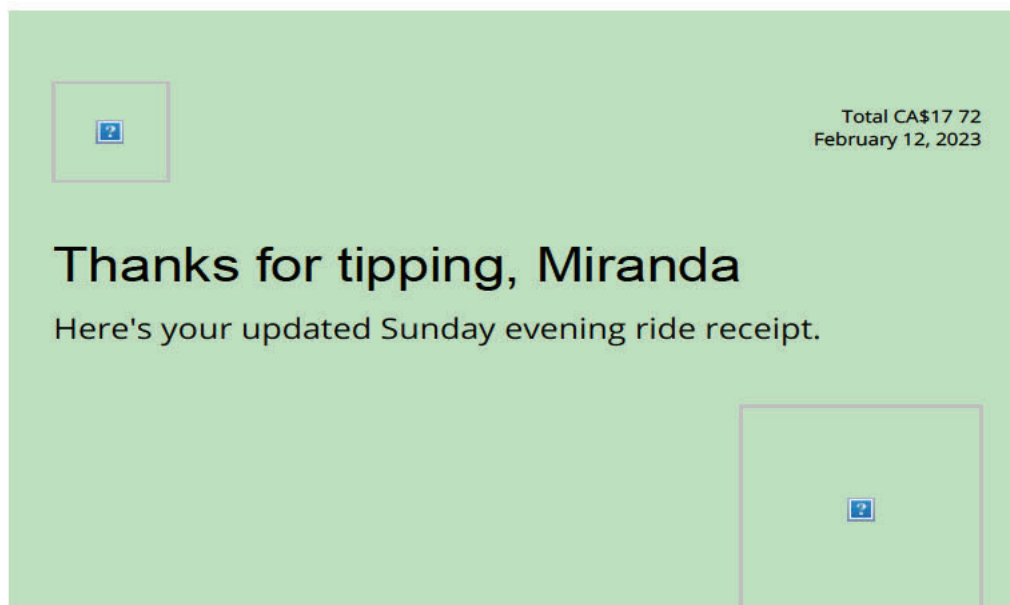 Total CA$17 72
February 12, 2023
Thanks for tipping, Miranda
Here's your updated Sunday evening ride receipt.